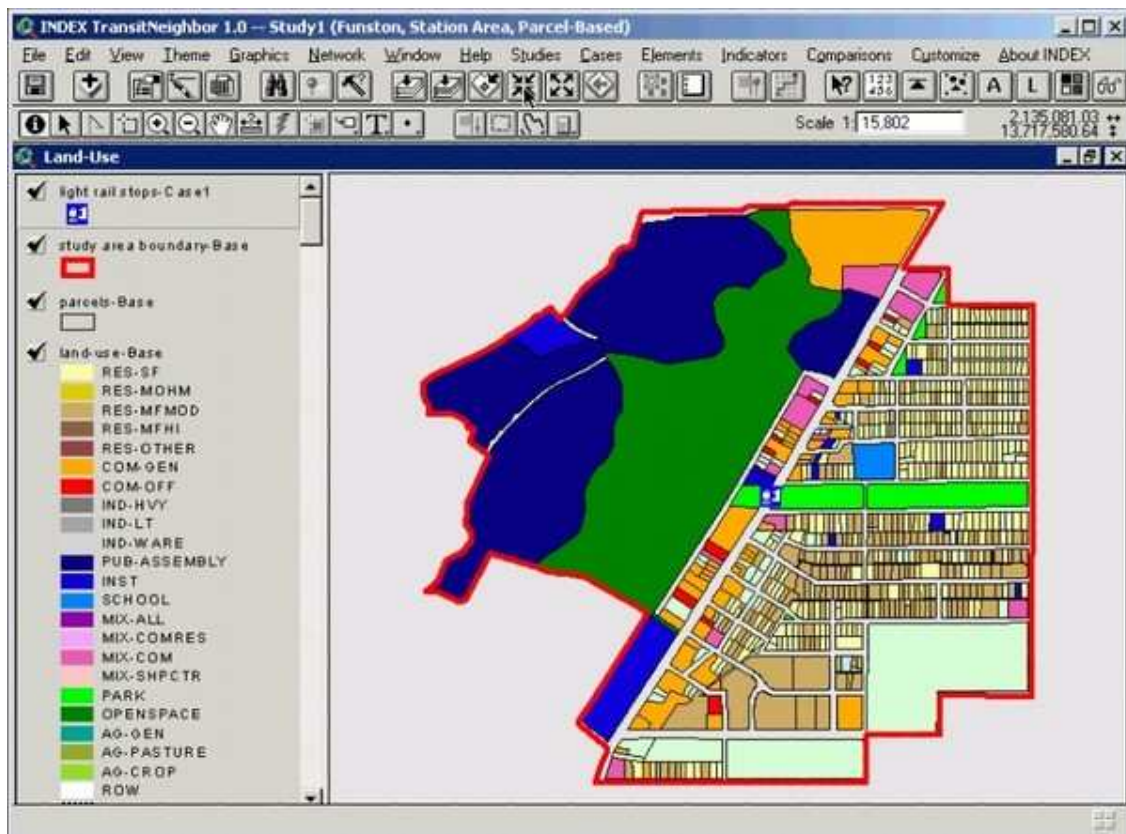 INDEX TransitNeighbor 1.0 -- Study1 (Funston, Station Area, Parcel-Based)
File Edit View Theme Graphics Network Window Help Studies Cases Elements Indicators Comparisons Customize About INDEX
A L
T Scale 1: 15,802 2,135,081.03
13,717,580.64
Land-Use
light rail stops-Case1
study area boundary-Base
parcels-Base
land-use-Base
RES-SF
RES-MOHM
RES-MFMOD
RES-MFHI
RES-OTHER
COM-GEN
COM-OFF
IND-HVY
IND-LT
IND-WARE
PUB-ASSEMBLY
INST
SCHOOL
MIX-ALL
MIX-COMRES
MIX-COM
MIX-SHPCTR
PARK
OPENSPACE
AG-GEN
AG-PASTURE
AG-CROP
ROW